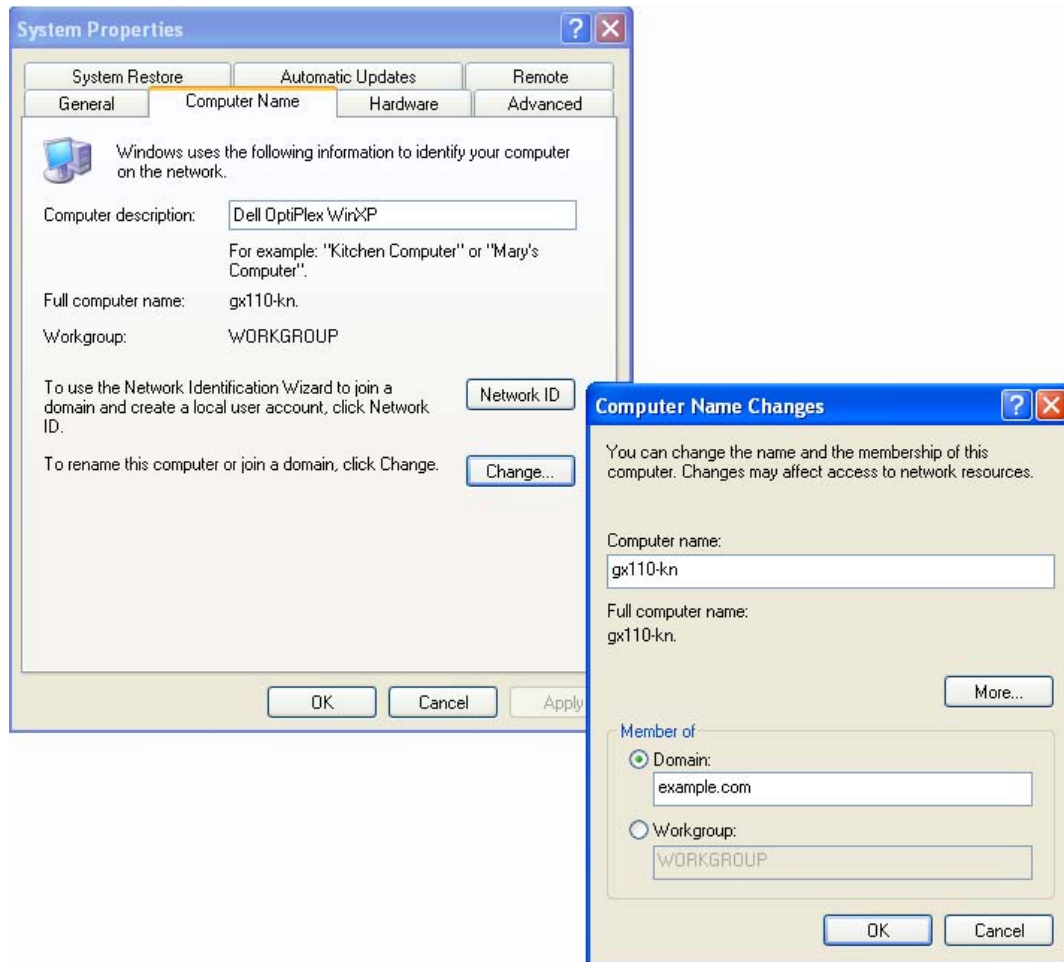 System Properties
System Restore
Automatic Updates
Remote
General
Computer Name
Hardware
Advanced
Windows uses the following information to identify your computer
on the network.
Computer description:
Dell OptiPlex WinXP
For example: "Kitchen Computer" or "Mary's
Computer".
Full computer name:
gx110-kn.
Workgroup:
WORKGROUP
To use the Network Identification Wizard to join a
domain and create a local user account, click Network
ID.
Network ID
To rename this computer or join a domain, click Change.
Change...
OK
Cancel
Apply
Computer Name Changes
You can change the name and the membership of this
computer. Changes may affect access to network resources.
Computer name:
gx110-kn
Full computer name:
gx110-kn.
More...
Member of
Domain:
example.com
Workgroup:
WORKGROUP
OK
Cancel